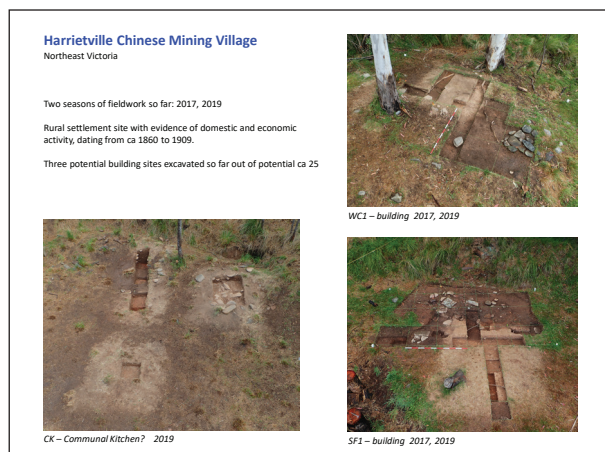 Harrietville Chinese Mining Village
Northeast Victoria
Two seasons of fieldwork so far: 2017, 2019
Rural settlement site with evidence of domestic and economic
activity, dating from ca 1860 to 1909.
Three potential building sites excavated so far out of potential ca 25
WC1 – building 2017, 2019
CK – Communal Kitchen? 2019
SF1 – building 2017, 2019